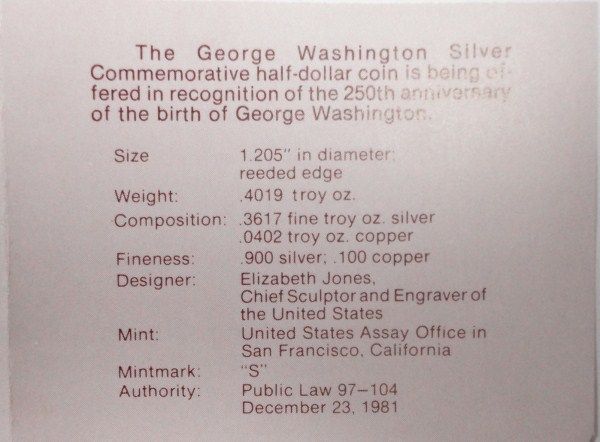 The George Washington Silver
Commemorative half-dollar coin is being of-
fered in recognition of the 250th anniversary
of the birth of George Washington.
Size 1.205" in diameter;
reeded edge
Weight: .4019 troy oz.
Composition: .3617 fine troy oz. silver
.0402 troy oz. copper
Fineness: .900 silver; .100 copper
Designer: Elizabeth Jones,
Chief Sculptor and Engraver of
the United States
Mint: United States Assay Office in
San Francisco, California
Mintmark: "S"
Authority: Public Law 97-104
December 23, 1981